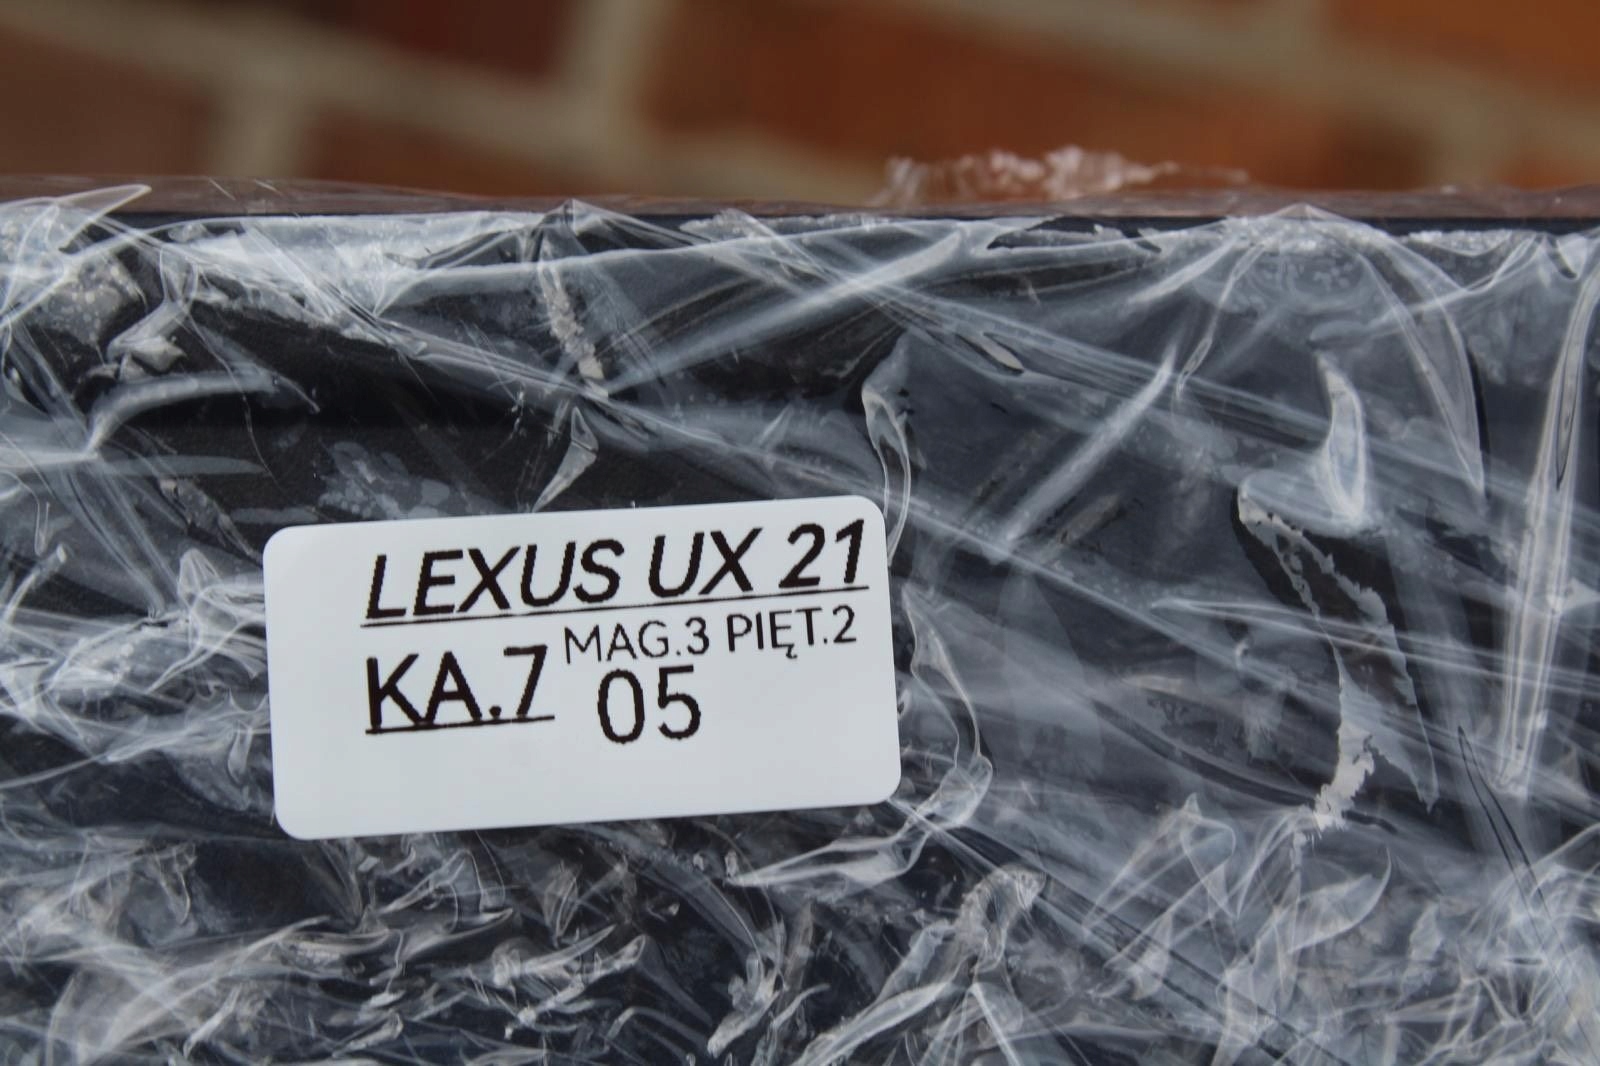 LEXUS UX 21
KA.7 MAG.3 PIĘT.2
05